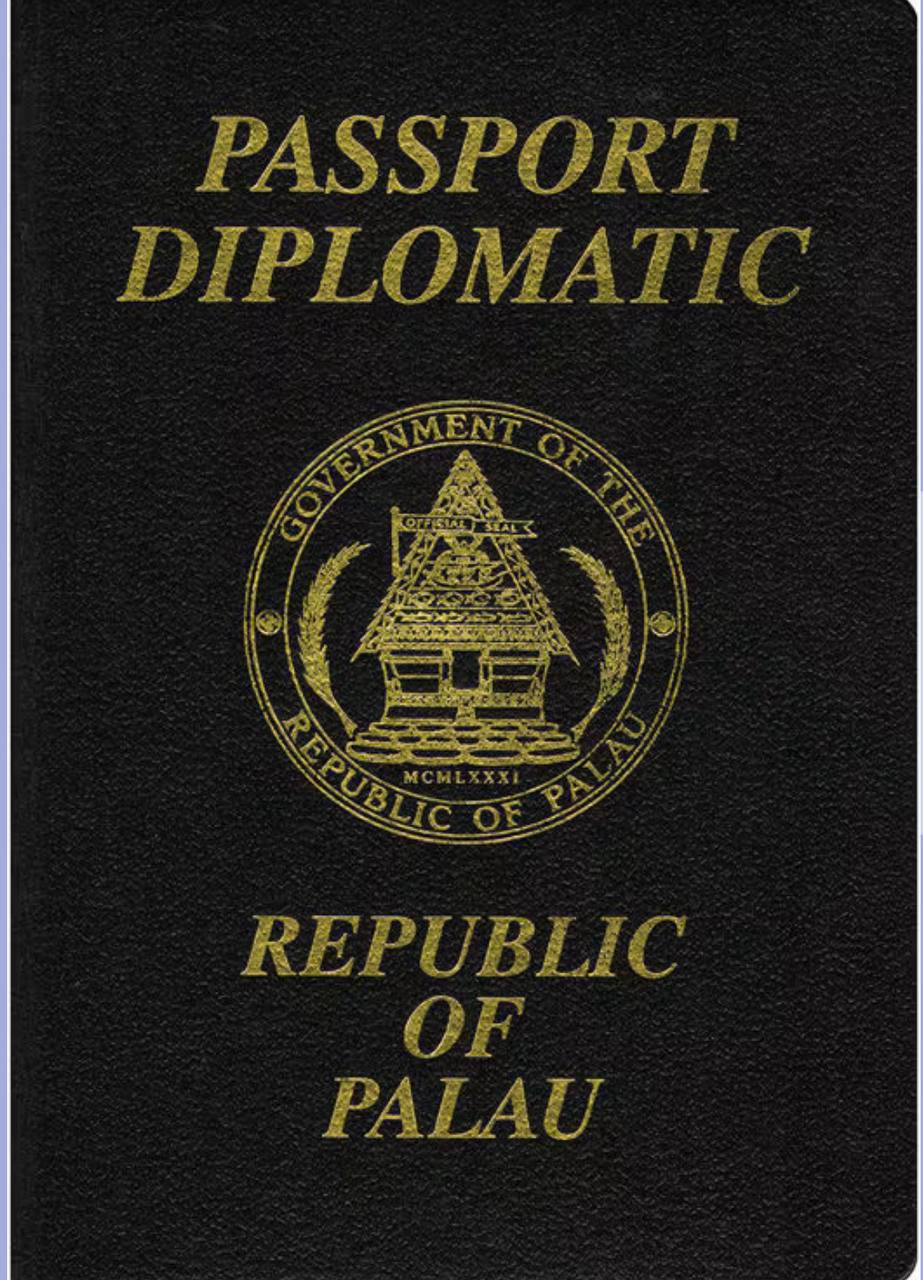 PASSPORT
DIPLOMATIC
GOVERNMENT OF THE
OFFICIAL SEAL
MCMLXXXI
REPUBLIC OF PALAU
REPUBLIC
OF
PALAU